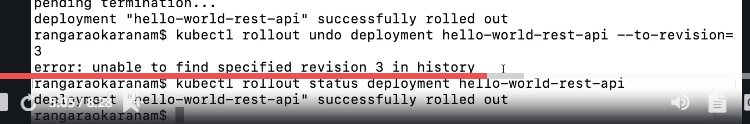 pending termination...
deployment "hello-world-rest-api" successfully rolled out
rangaraokaranam$ kubectl rollout undo deployment hello-world-rest-api --to-revision=
3
error: unable to find specified revision 3 in history
rangaraokaranam$ kubectl rollout status deployment hello-world-rest-api
deployment "hello-world-rest-api" successfully rolled out
rangaraokaranam$